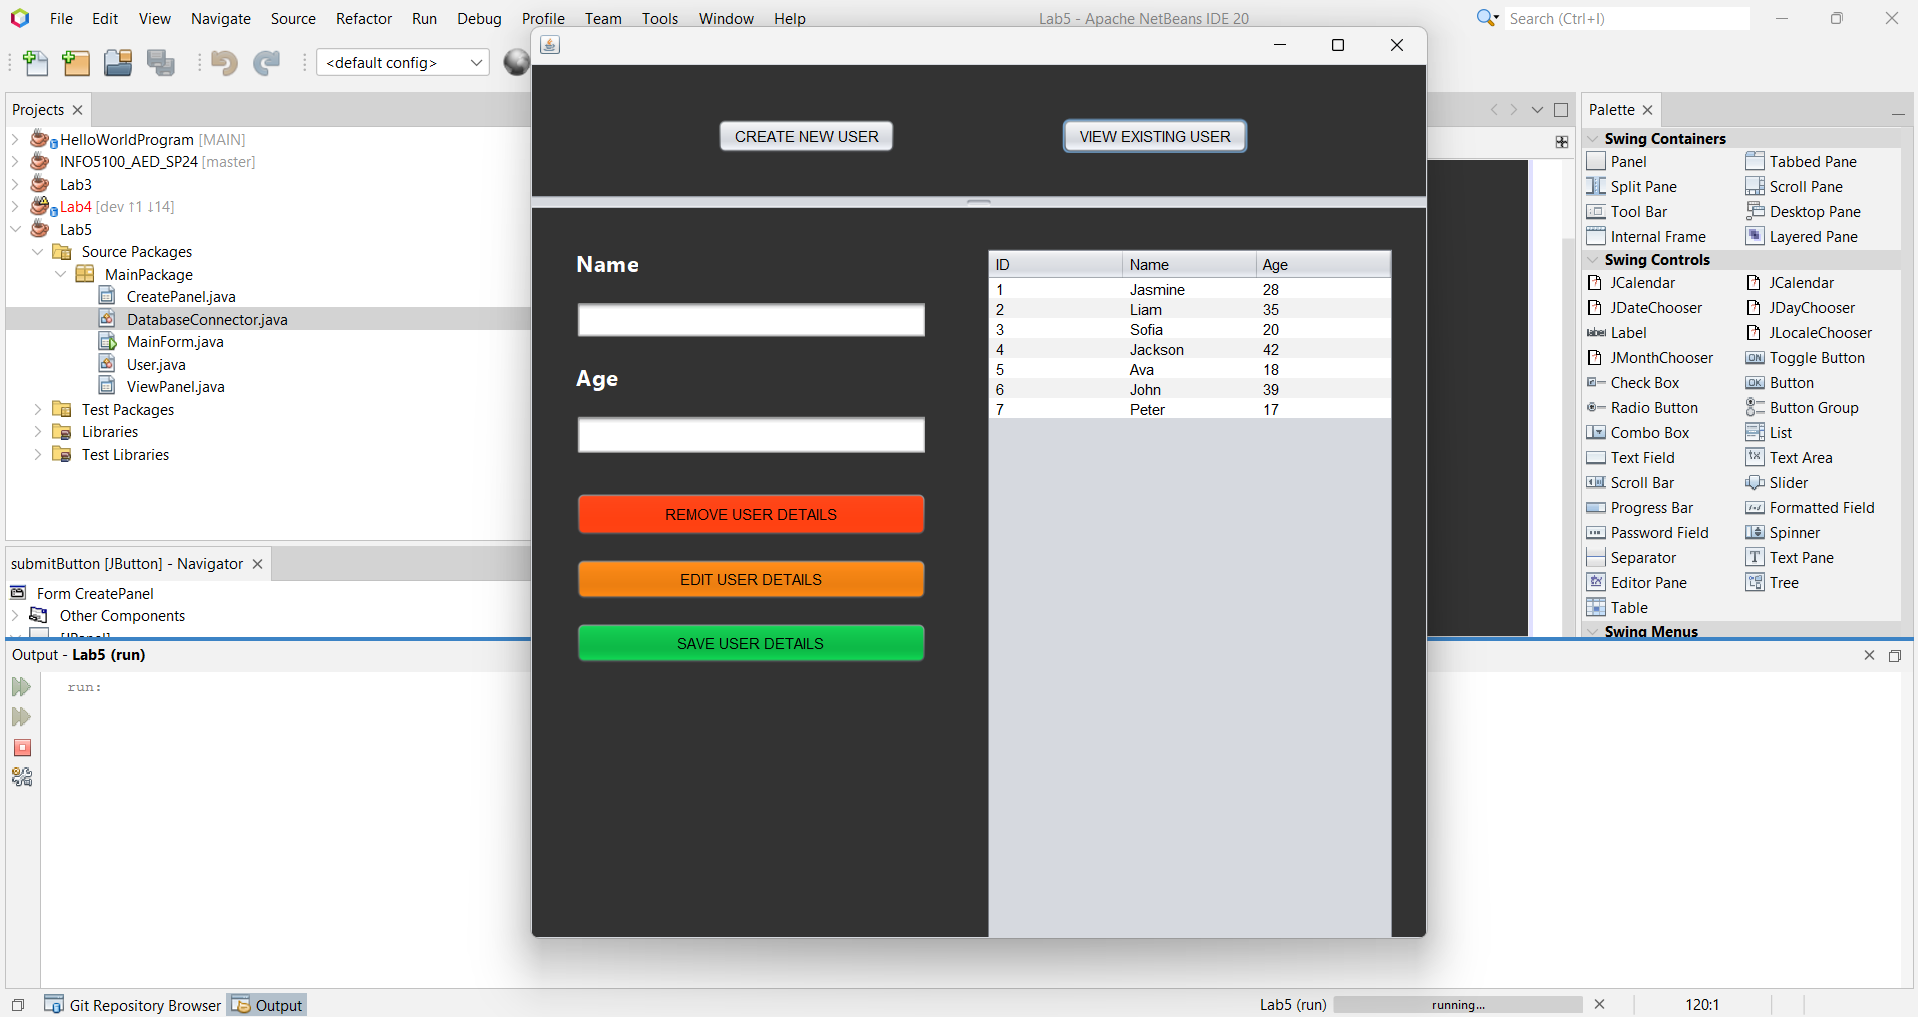 File Edit View Navigate Source Refactor Run Debug Profile Team Tools Window Help
Lab5 - Apache NetBeans IDE 20
Search (Ctrl+I)
<default config>
Projects
HelloWorldProgram [MAIN]
INFO5100_AED_SP24 [master]
Lab3
Lab4 [dev ↑1 ↓14]
Lab5
Source Packages
MainPackage
CreatePanel.java
DatabaseConnector.java
MainForm.java
User.java
ViewPanel.java
Test Packages
Libraries
Test Libraries
submitButton [JButton] - Navigator
Form CreatePanel
Other Components
[JPanel]
CREATE NEW USER
VIEW EXISTING USER
Name
Age
REMOVE USER DETAILS
EDIT USER DETAILS
SAVE USER DETAILS
ID Name Age
1 Jasmine 28
2 Liam 35
3 Sofia 20
4 Jackson 42
5 Ava 18
6 John 39
7 Peter 17
Palette
Swing Containers
Panel Tabbed Pane
Split Pane Scroll Pane
Tool Bar Desktop Pane
Internal Frame Layered Pane
Swing Controls
JCalendar JCalendar
JDateChooser JDayChooser
label Label JLocaleChooser
JMonthChooser ON Toggle Button
Check Box OK Button
Radio Button Button Group
Combo Box List
Text Field Text Area
Scroll Bar Slider
Progress Bar Formatted Field
Password Field Spinner
Separator T Text Pane
Editor Pane Tree
Table
Swing Menus
Output - Lab5 (run)
run:
Git Repository Browser Output
Lab5 (run) running... 120:1